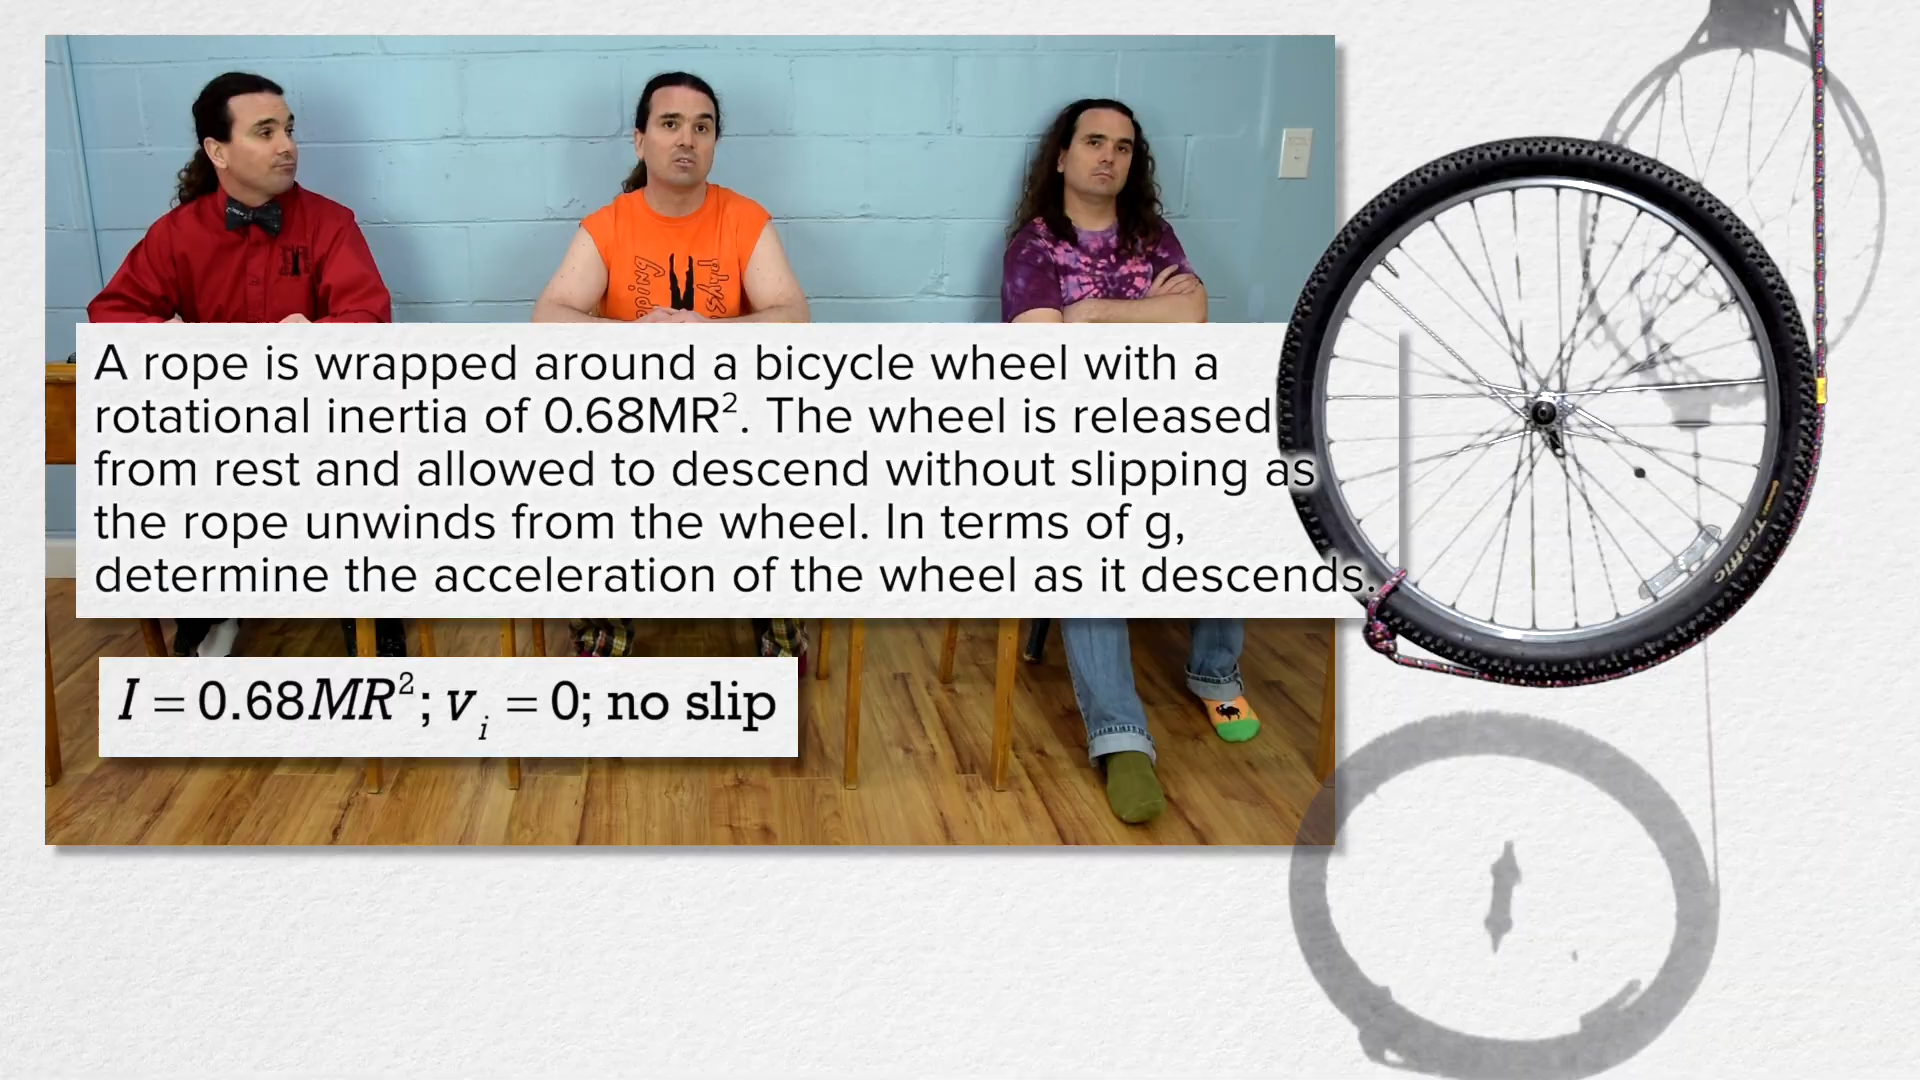 A rope is wrapped around a bicycle wheel with a
rotational inertia of 0.68MR². The wheel is released
from rest and allowed to descend without slipping as
the rope unwinds from the wheel. In terms of g,
determine the acceleration of the wheel as it descends.
I = 0.68MR²; vᵢ = 0; no slip
Traffic